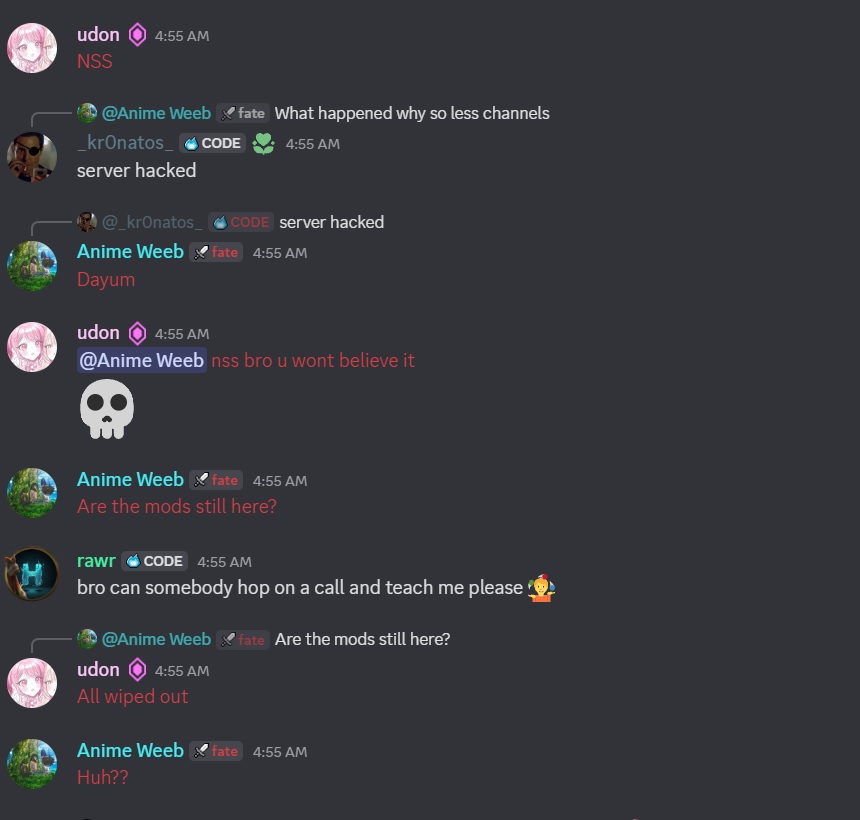 udon 4:55 AM
NSS
@Anime Weeb fate What happened why so less channels
_kr0natos_ CODE 4:55 AM
server hacked
@_kr0natos_ CODE server hacked
Anime Weeb fate 4:55 AM
Dayum
udon 4:55 AM
@Anime Weeb nss bro u wont believe it
Anime Weeb fate 4:55 AM
Are the mods still here?
rawr CODE 4:55 AM
bro can somebody hop on a call and teach me please
@Anime Weeb fate Are the mods still here?
udon 4:55 AM
All wiped out
Anime Weeb fate 4:55 AM
Huh??